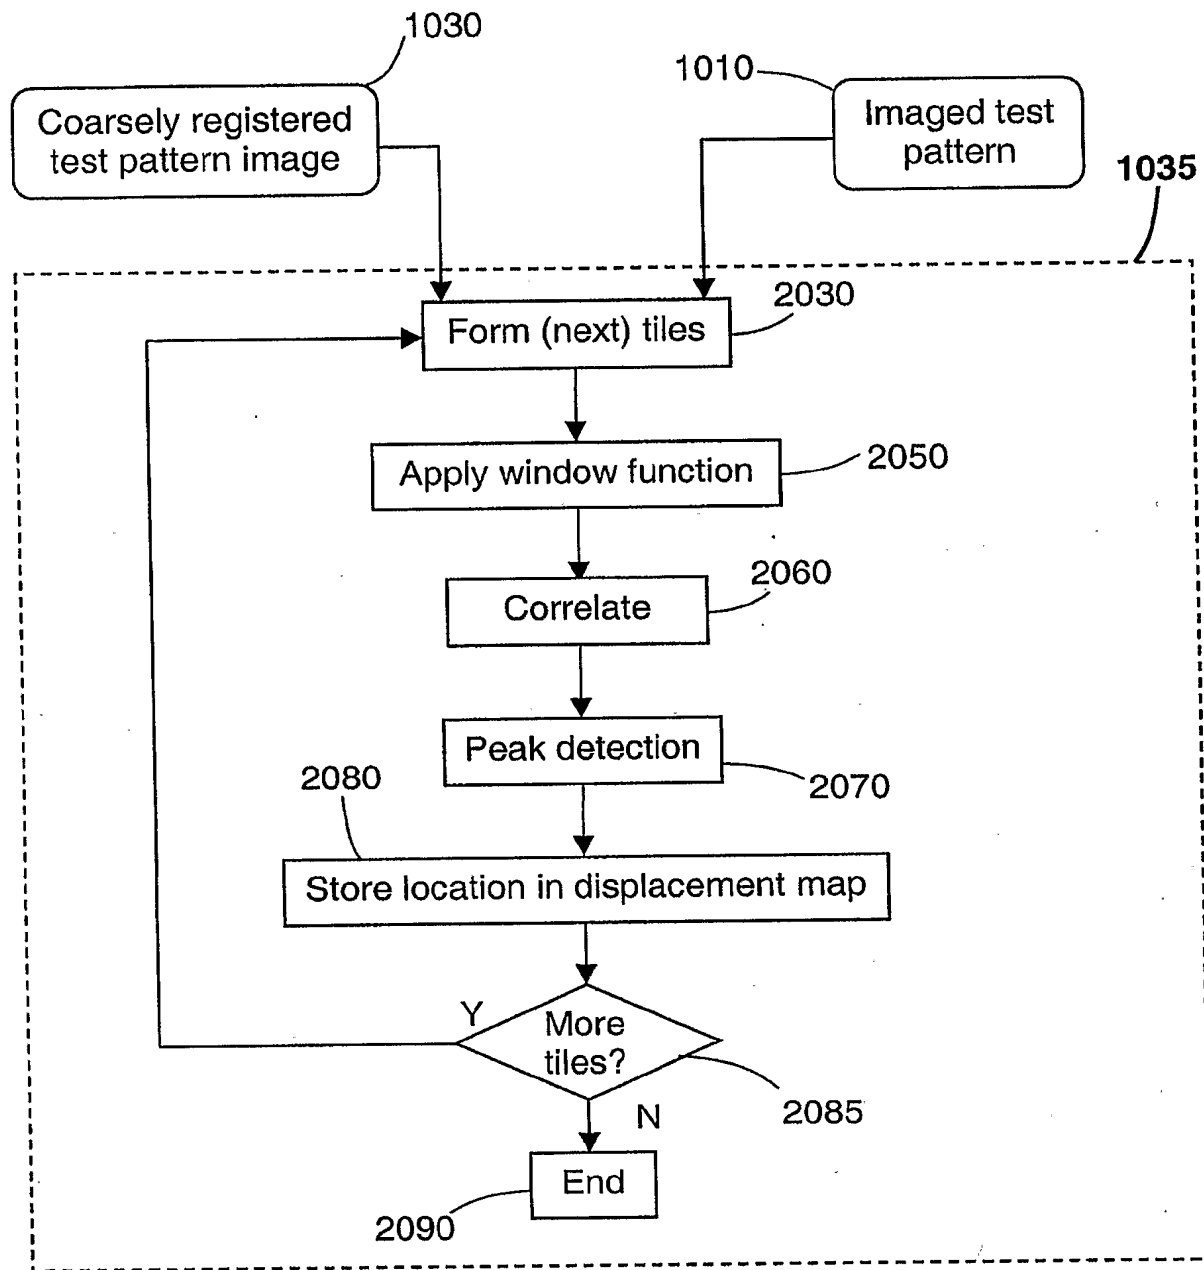 1030
1010
Coarsely registered
test pattern image
Imaged test
pattern
1035
2030
Form (next) tiles
2050
Apply window function
2060
Correlate
Peak detection
2070
2080
Store location in displacement map
Y
More
tiles?
2085
N
End
2090